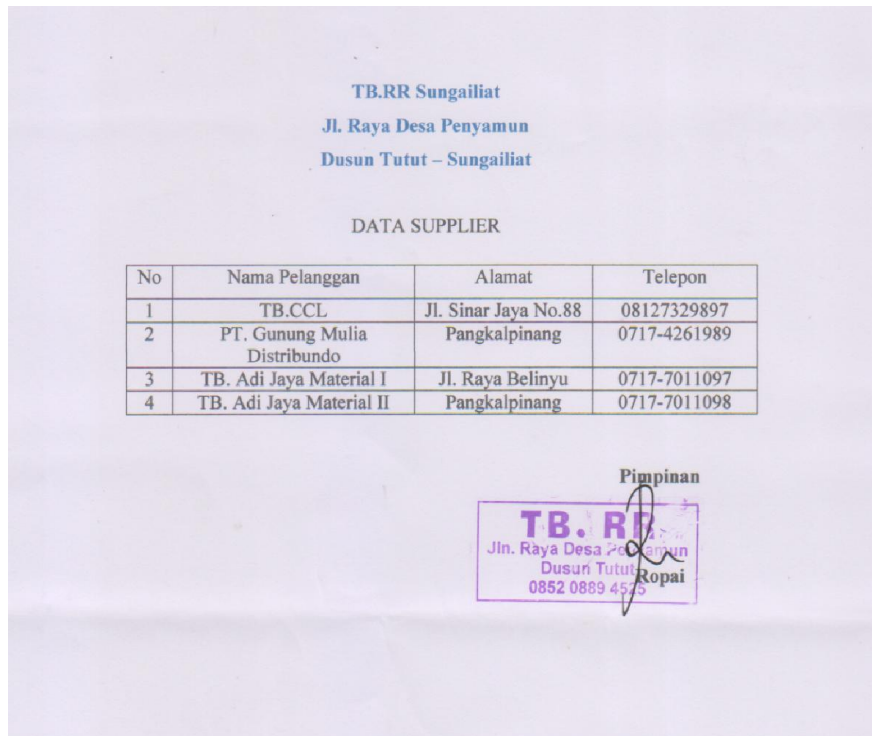 TB.RR Sungailiat
Jl. Raya Desa Penyamun
Dusun Tutut – Sungailiat
DATA SUPPLIER
No Nama Pelanggan Alamat Telepon
1 TB.CCL Jl. Sinar Jaya No.88 08127329897
2 PT. Gunung Mulia Distribundo Pangkalpinang 0717-4261989
3 TB. Adi Jaya Material I Jl. Raya Belinyu 0717-7011097
4 TB. Adi Jaya Material II Pangkalpinang 0717-7011098
Pimpinan
TB. RR
Jln. Raya Desa Penyamun
Dusun Tutut
0852 0889 4525
Ropai